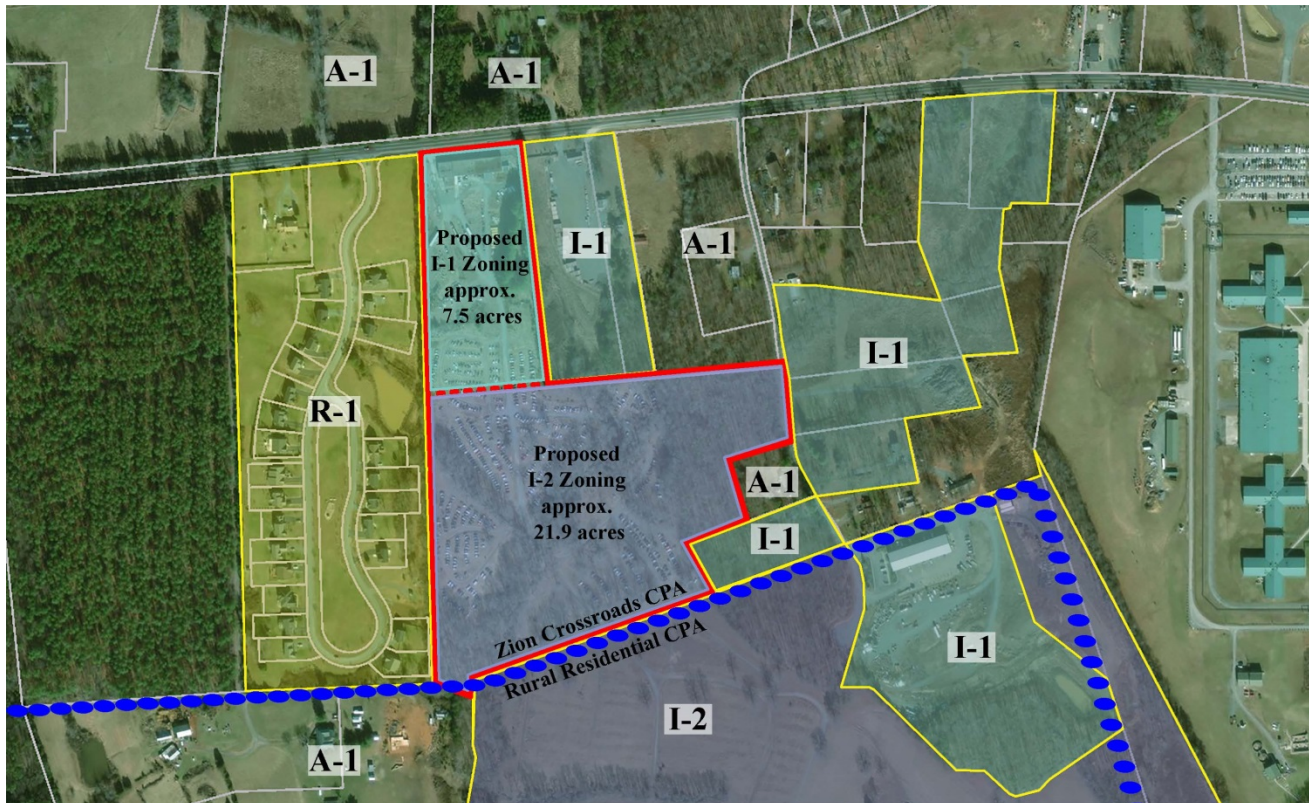 A-1
A-1
Proposed
I-1 Zoning
approx.
7.5 acres
I-1
A-1
I-1
R-1
Proposed
I-2 Zoning
approx.
21.9 acres
A-1
I-1
Zion Crossroads CPA
Rural Residential CPA
I-1
I-2
A-1